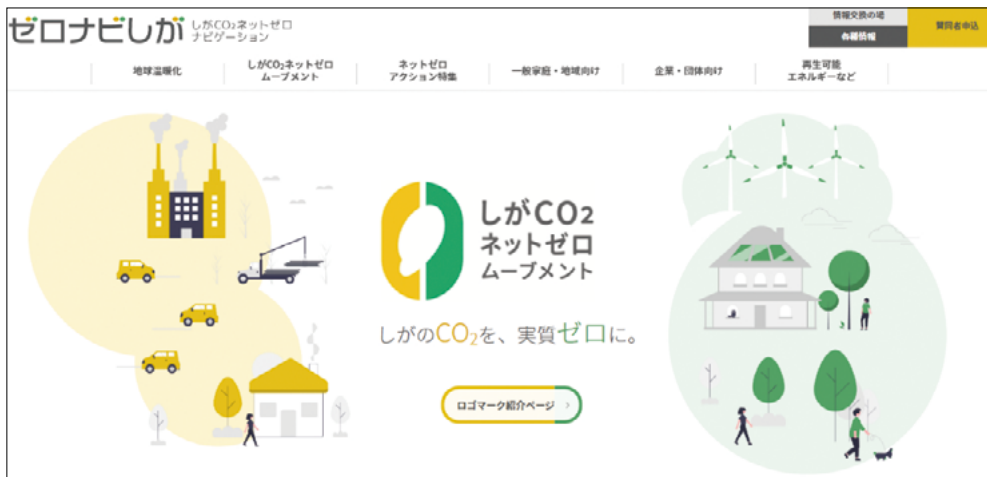 ゼロナビしが
しがCO₂ネットゼロ
ナビゲーション
情報交換の場
各種情報
賛同者申込
地球温暖化
しがCO₂ネットゼロ
ムーブメント
ネットゼロ
アクション特集
一般家庭・地域向け
企業・団体向け
再生可能
エネルギーなど
しがCO2
ネットゼロ
ムーブメント
しがのCO₂を、実質ゼロに。
ロゴマーク紹介ページ